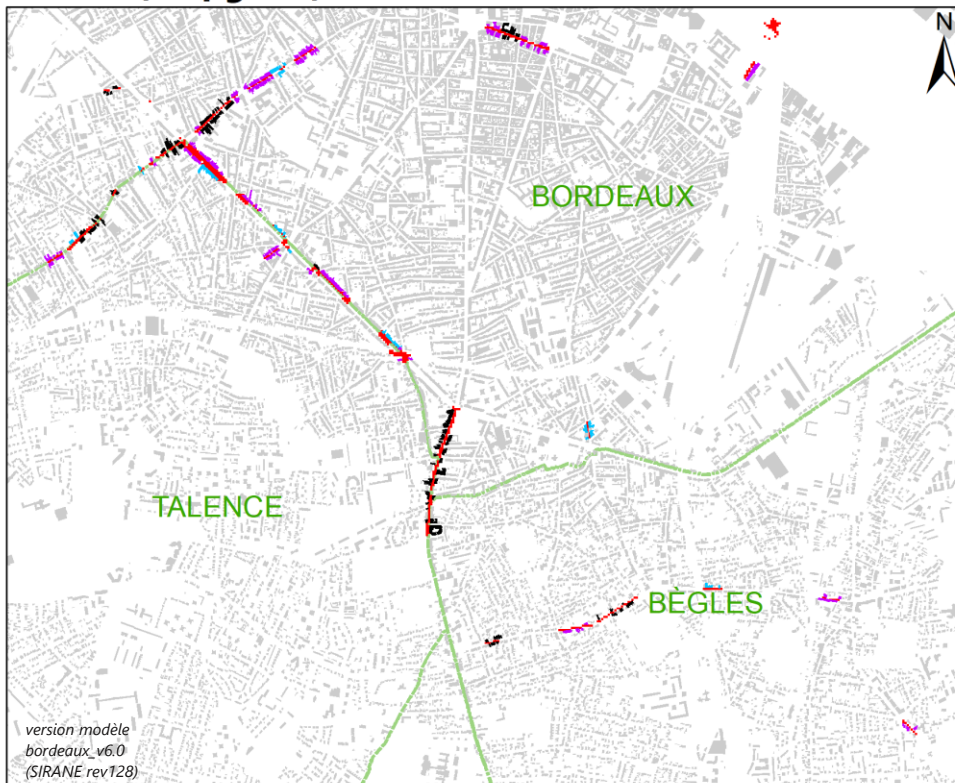 N
BORDEAUX
TALENCE
BÈGLES
version modèle
bordeaux_v6.0
(SIRANE rev128)